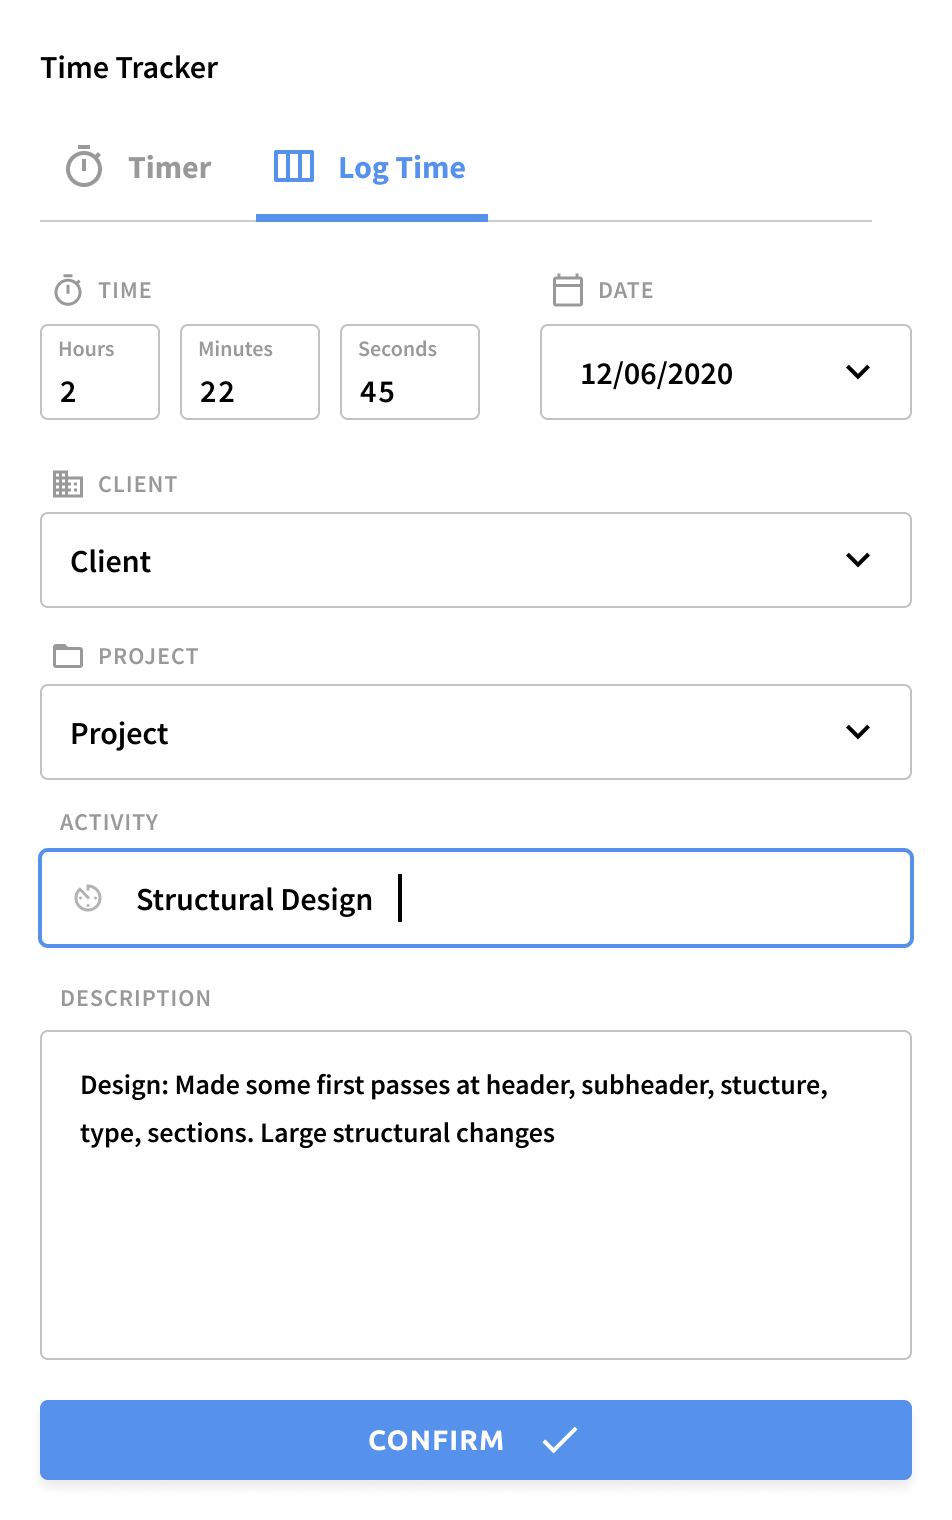 Time Tracker
Timer
Log Time
TIME
DATE
Hours
Minutes
Seconds
2
22
45
12/06/2020
CLIENT
Client
PROJECT
Project
ACTIVITY
Structural Design
DESCRIPTION
Design: Made some first passes at header, subheader, stucture,
type, sections. Large structural changes
CONFIRM